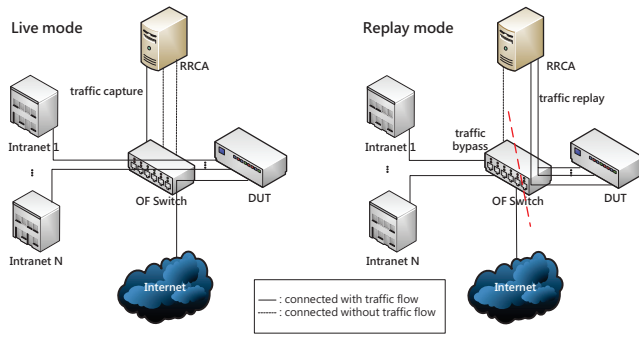 Live mode
RRCA
traffic capture
Intranet 1
...
OF Switch
DUT
Intranet N
Internet
Replay mode
RRCA
traffic replay
Intranet 1
traffic
bypass
...
OF Switch
DUT
Intranet N
Internet
: connected with traffic flow
: connected without traffic flow